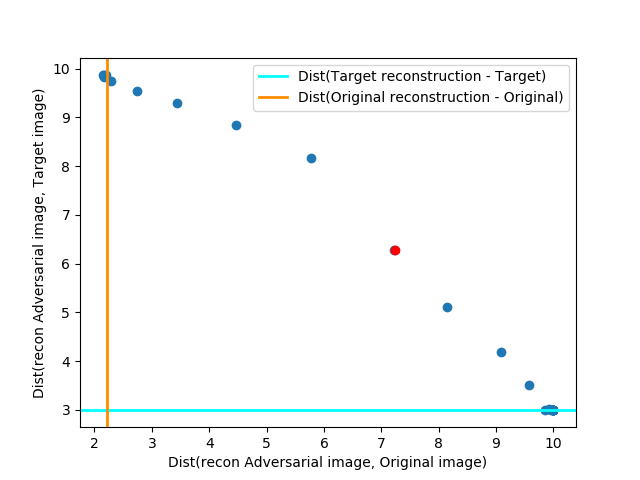 Dist(Target reconstruction - Target)
Dist(Original reconstruction - Original)
10
9
8
7
6
5
4
3
Dist(recon Adversarial image, Target image)
2 3 4 5 6 7 8 9 10
Dist(recon Adversarial image, Original image)